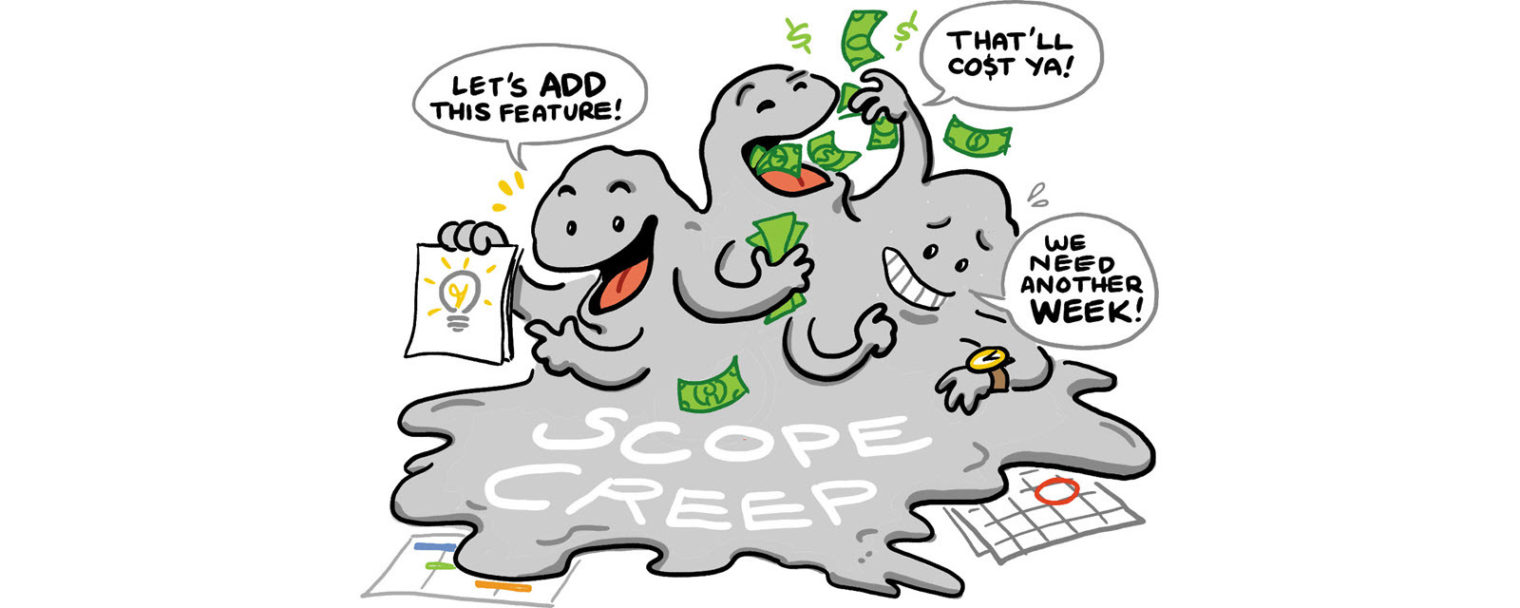 LET'S ADD
THIS FEATURE!
THAT'LL
CO$T YA!
WE
NEED
ANOTHER
WEEK!
SCOPE
CREEP